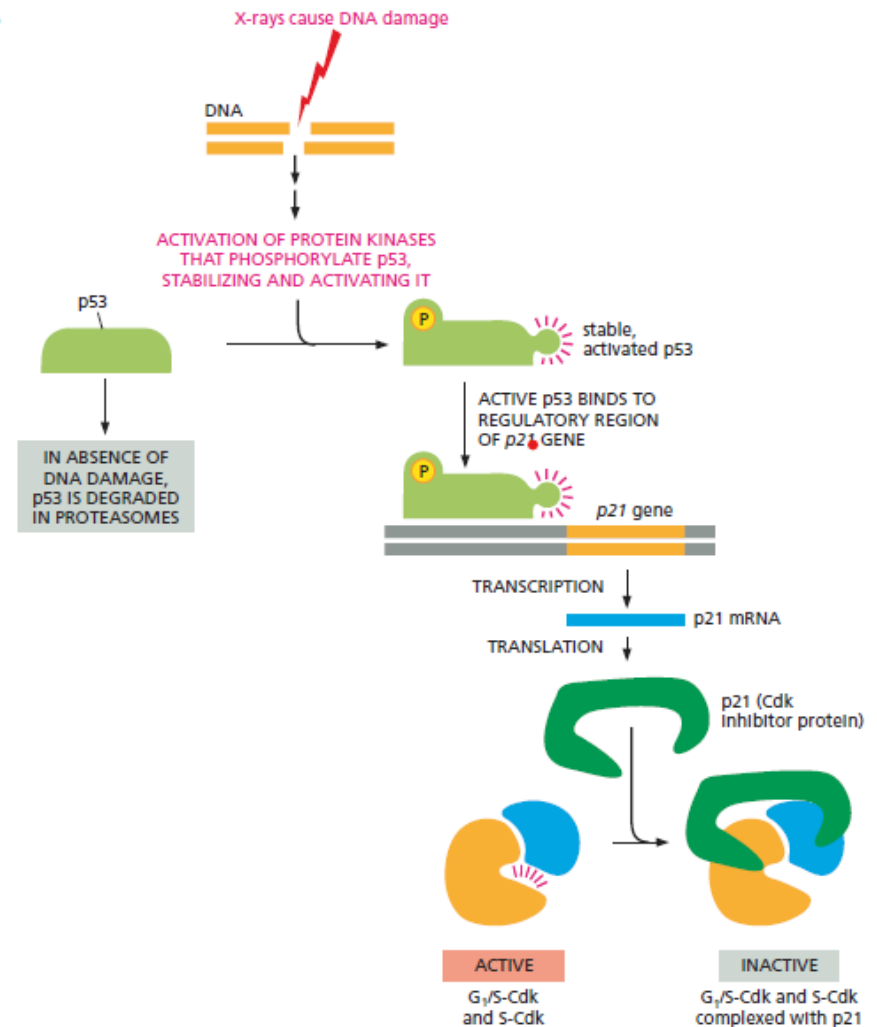 X-rays cause DNA damage
DNA
ACTIVATION OF PROTEIN KINASES
THAT PHOSPHORYLATE p53,
STABILIZING AND ACTIVATING IT
p53
P
stable,
activated p53
IN ABSENCE OF
DNA DAMAGE,
p53 IS DEGRADED
IN PROTEASOMES
ACTIVE p53 BINDS TO
REGULATORY REGION
OF p21 GENE
P
p21 gene
TRANSCRIPTION
p21 mRNA
TRANSLATION
p21 (Cdk
inhibitor protein)
ACTIVE
INACTIVE
G₁/S-Cdk
and S-Cdk
G₁/S-Cdk and S-Cdk
complexed with p21